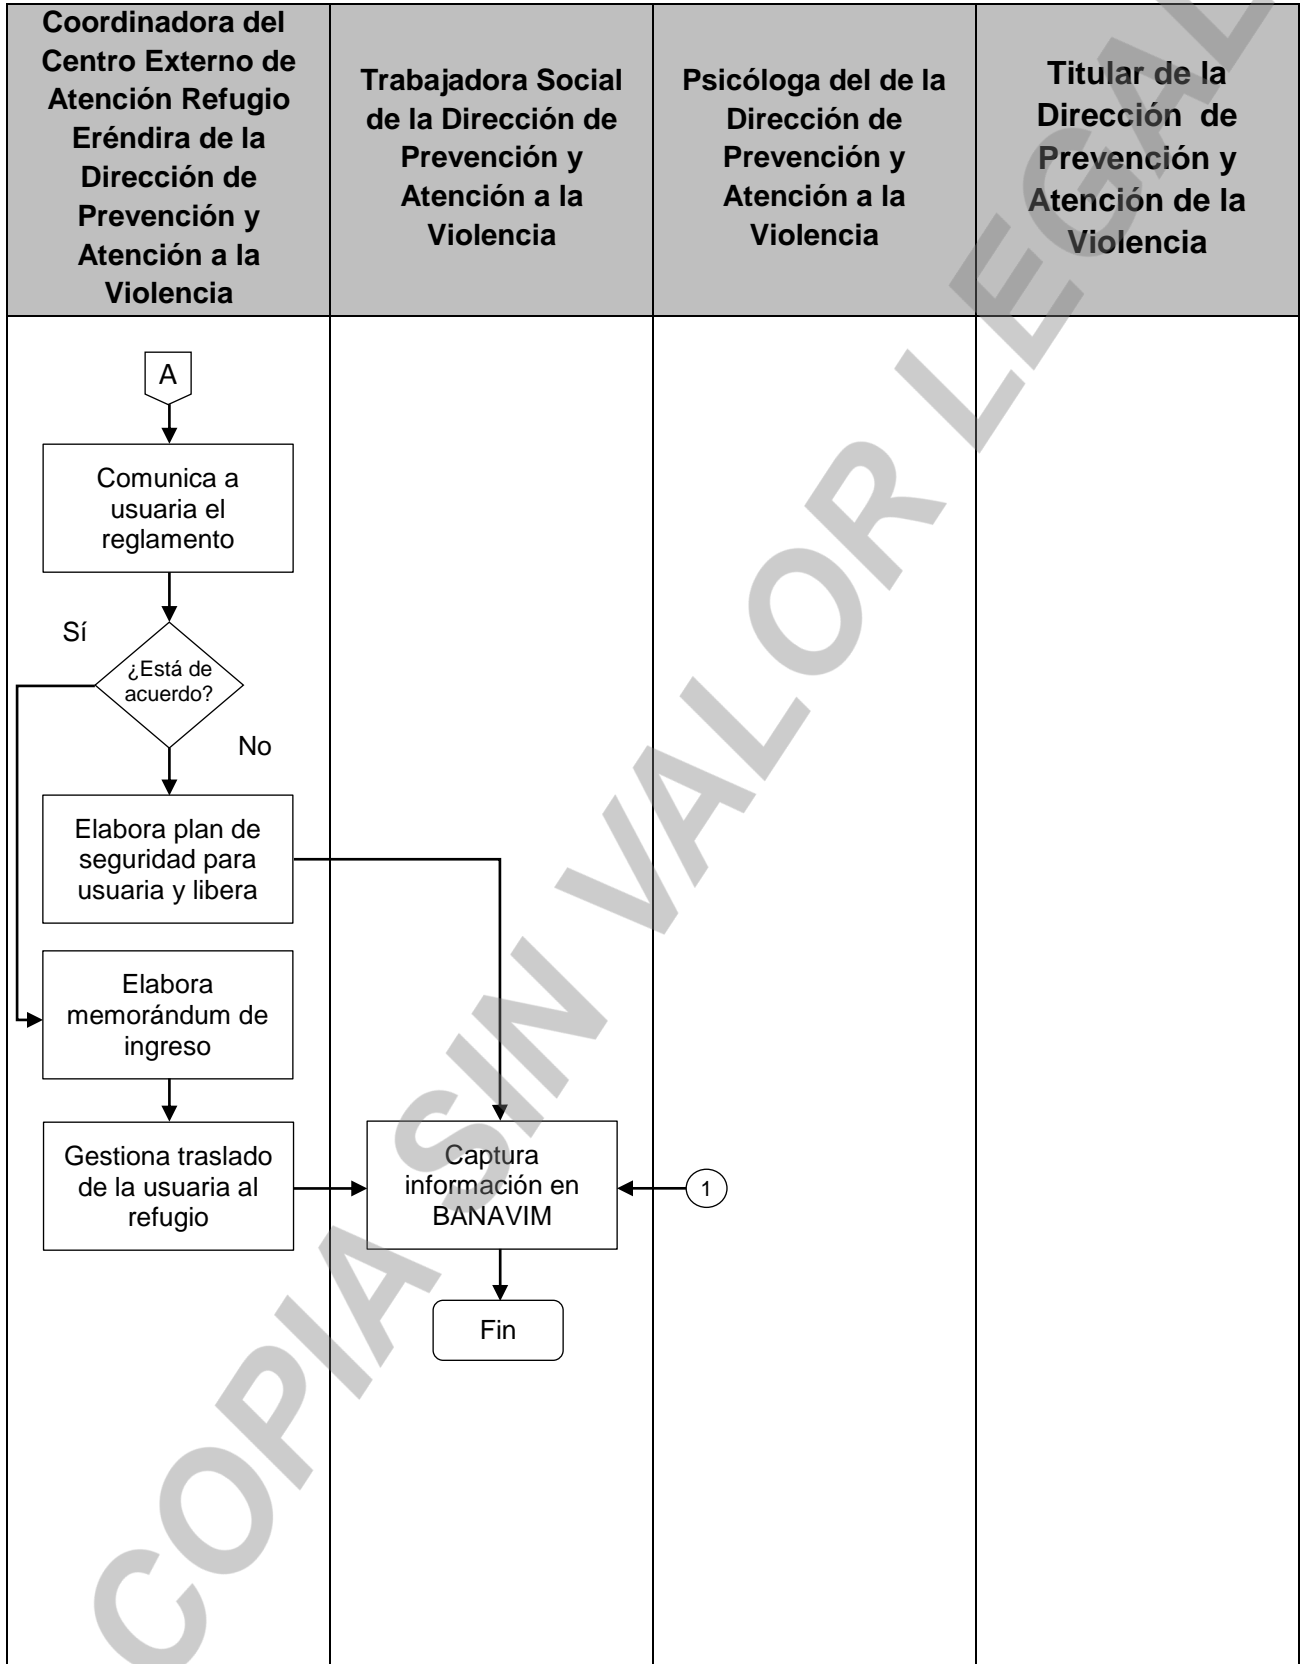 Coordinadora del
Centro Externo de
Atención Refugio
Eréndira de la
Dirección de
Prevención y
Atención a la
Violencia
Trabajadora Social
de la Dirección de
Prevención y
Atención a la
Violencia
Psicóloga del de la
Dirección de
Prevención y
Atención a la
Violencia
Titular de la
Dirección de
Prevención y
Atención de la
Violencia
A
Comunica a
usuaria el
reglamento
Sí
¿Está de
acuerdo?
No
Elabora plan de
seguridad para
usuaria y libera
Elabora
memorándum de
ingreso
Gestiona traslado
de la usuaria al
refugio
Captura
información en
BANAVIM
1
Fin
COPIA SIN VALOR LEGAL